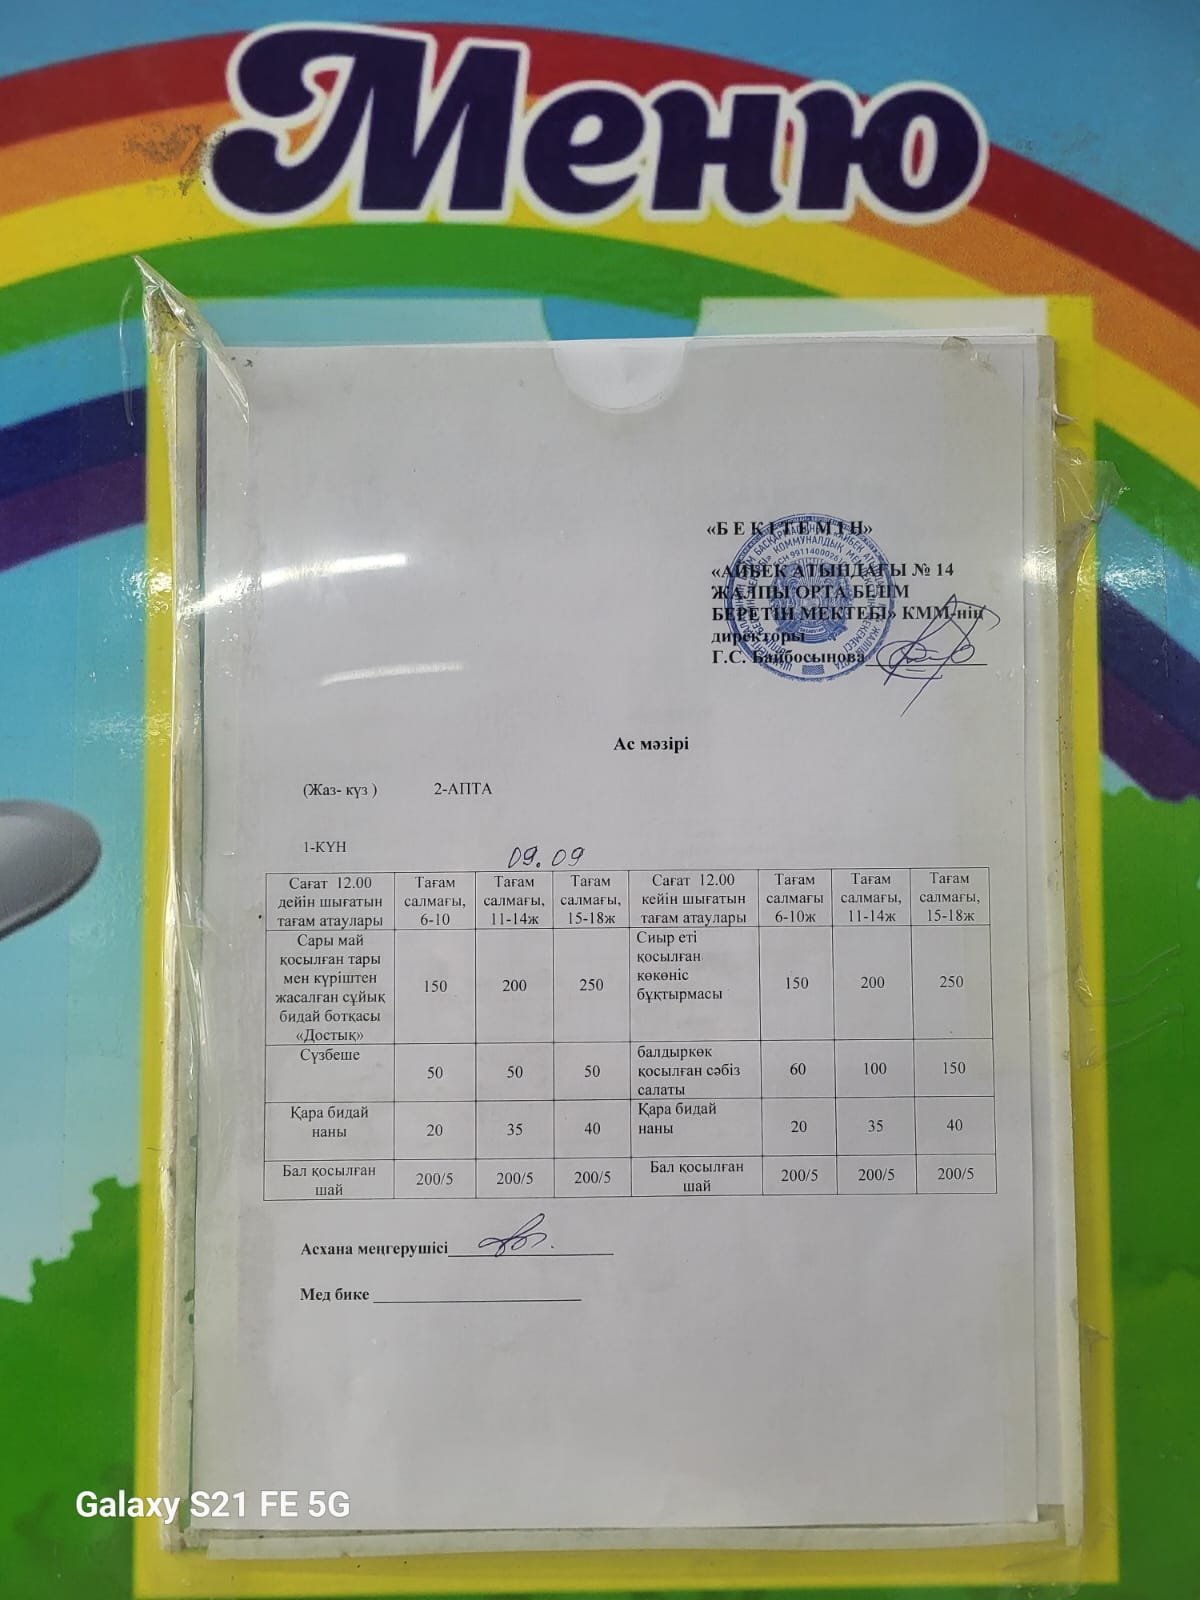 Меню
«Б Е К І Т Е М І Н»
«АЙБЕК АТЫНДАҒЫ № 14
ЖАЛПЫ ОРТА БІЛІМ
БЕРЕТІН МЕКТЕБІ» КММ-нің
директоры
Г.С. Байбосынова
Ас мәзірі
(Жаз- күз ) 2-АПТА
1-КҮН
09.09
Сағат 12.00 дейін шығатын тағам атаулары | Тағам салмағы, 6-10 | Тағам салмағы, 11-14ж | Тағам салмағы, 15-18ж | Сағат 12.00 кейін шығатын тағам атаулары | Тағам салмағы 6-10ж | Тағам салмағы, 11-14ж | Тағам салмағы, 15-18ж
Сары май қосылған тары мен күріштен жасалған сұйық бидай ботқасы «Достық» | 150 | 200 | 250 | Сиыр еті қосылған көкөніс бұқтырмасы | 150 | 200 | 250
Сүзбеше | 50 | 50 | 50 | балдыркөк қосылған сәбіз салаты | 60 | 100 | 150
Қара бидай наны | 20 | 35 | 40 | Қара бидай наны | 20 | 35 | 40
Бал қосылған шай | 200/5 | 200/5 | 200/5 | Бал қосылған шай | 200/5 | 200/5 | 200/5
Асхана меңгерушісі
Мед бике
Galaxy S21 FE 5G